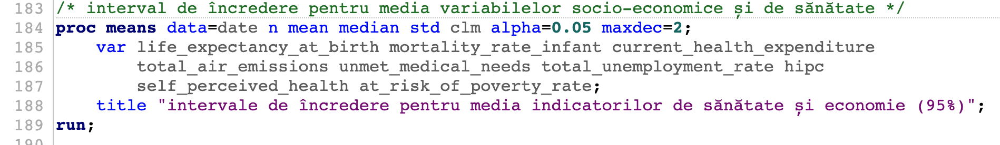 183 /* interval de încredere pentru media variabilelor socio-economice și de sănătate */
184 proc means data=date n mean median std clm alpha=0.05 maxdec=2;
185     var life_expectancy_at_birth mortality_rate_infant current_health_expenditure
186         total_air_emissions unmet_medical_needs total_unemployment_rate hipc
187         self_perceived_health at_risk_of_poverty_rate;
188     title "intervale de încredere pentru media indicatorilor de sănătate și economie (95%)";
189 run;
190